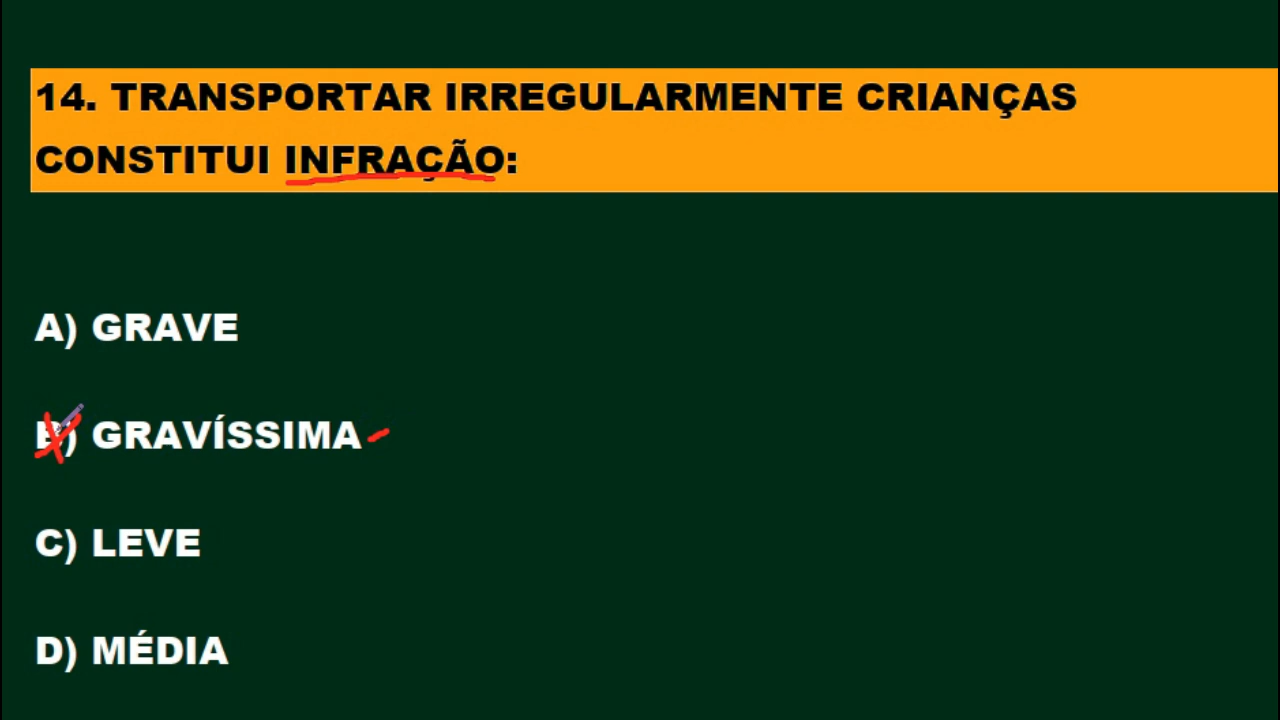 14. TRANSPORTAR IRREGULARMENTE CRIANÇAS
CONSTITUI INFRAÇÃO:
A) GRAVE
B) GRAVÍSSIMA
C) LEVE
D) MÉDIA